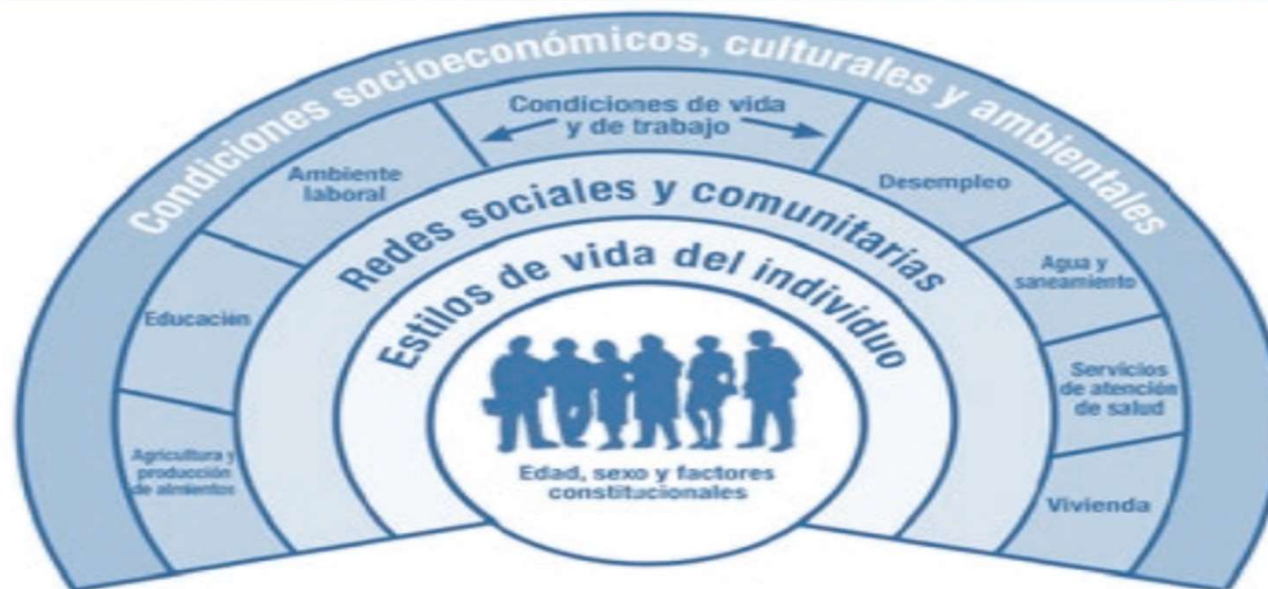 Condiciones socioeconómicos, culturales y ambientales
Condiciones de vida
y de trabajo
Ambiente
laboral
Desempleo
Educación
Agua y
saneamiento
Agricultura y
producción
de almientos
Servicios
de atención
de salud
Vivienda
Redes sociales y comunitarias
Estilos de vida del individuo
Edad, sexo y factores
constitucionales